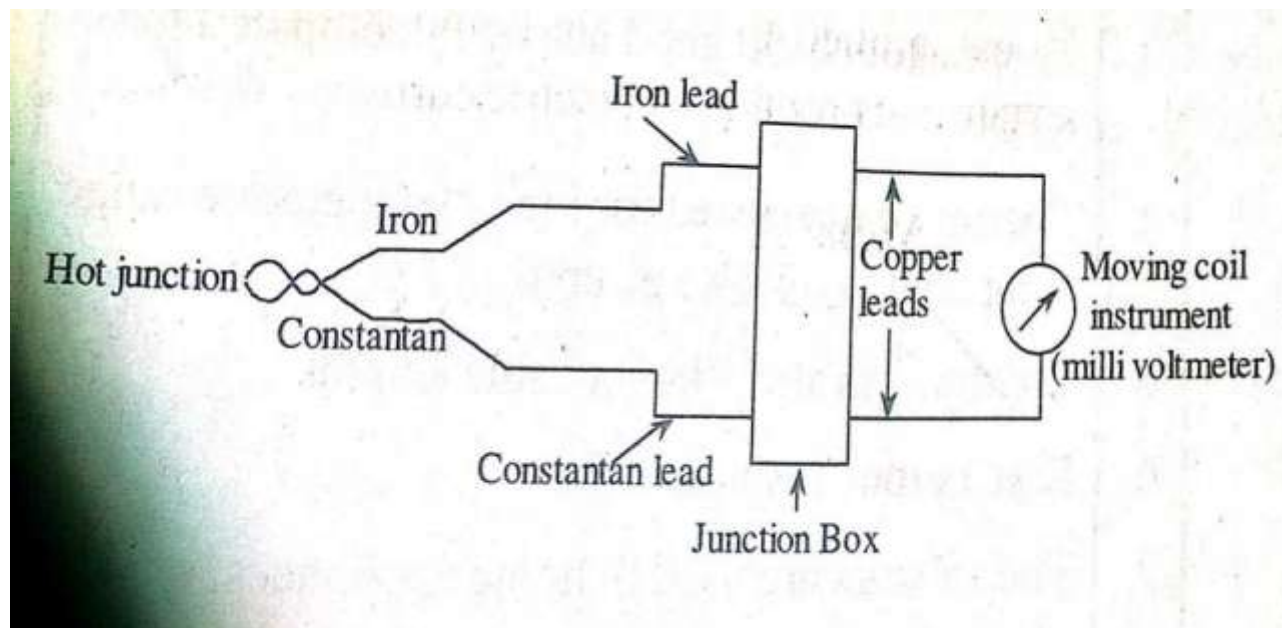 Iron lead
Iron
Hot junction
Constantan
Copper
leads
Moving coil
instrument
(milli voltmeter)
Constantan lead
Junction Box